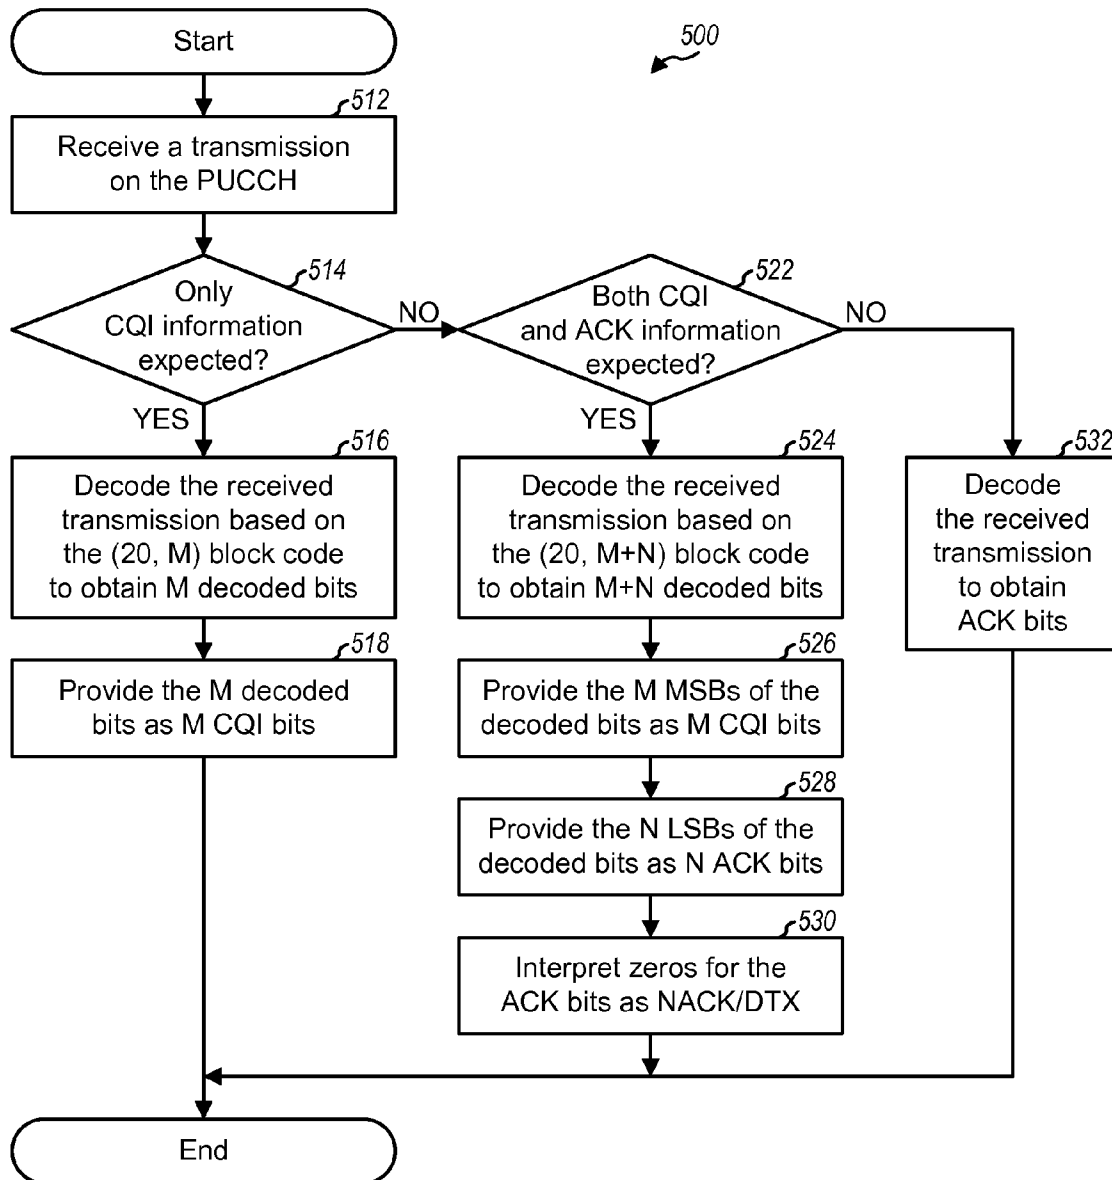 Start
500
512
Receive a transmission
on the PUCCH
514
Only
CQI information
expected?
NO
YES
522
Both CQI
and ACK information
expected?
NO
YES
516
Decode the received
transmission based on
the (20, M) block code
to obtain M decoded bits
524
Decode the received
transmission based on
the (20, M+N) block code
to obtain M+N decoded bits
532
Decode
the received
transmission
to obtain
ACK bits
518
Provide the M decoded
bits as M CQI bits
526
Provide the M MSBs of the
decoded bits as M CQI bits
528
Provide the N LSBs of the
decoded bits as N ACK bits
530
Interpret zeros for the
ACK bits as NACK/DTX
End